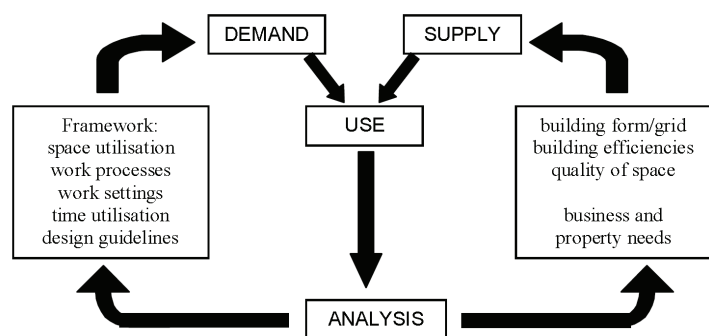 DEMAND
SUPPLY
USE
Framework:
space utilisation
work processes
work settings
time utilisation
design guidelines
building form/grid
building efficiencies
quality of space
business and
property needs
ANALYSIS